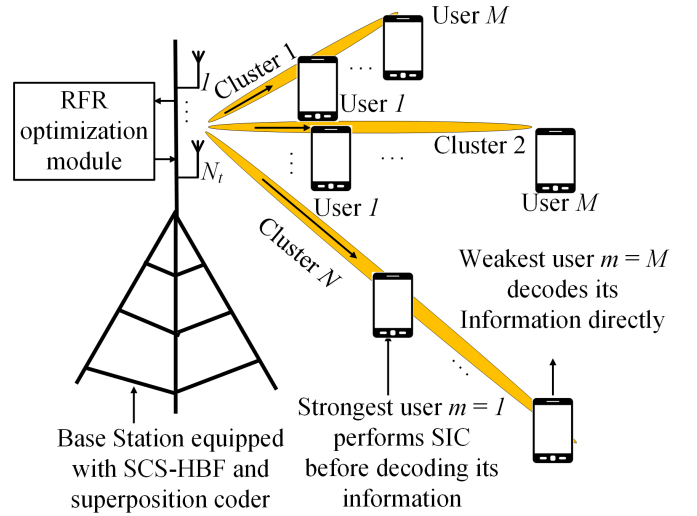 User M
Cluster 1
1
. . .
RFR
optimization
module
User 1
Cluster 2
. . .
N_t
User 1
. . .
User M
Cluster N
Weakest user m = M
decodes its
Information directly
. . .
Strongest user m = 1
performs SIC
before decoding its
information
Base Station equipped
with SCS-HBF and
superposition coder